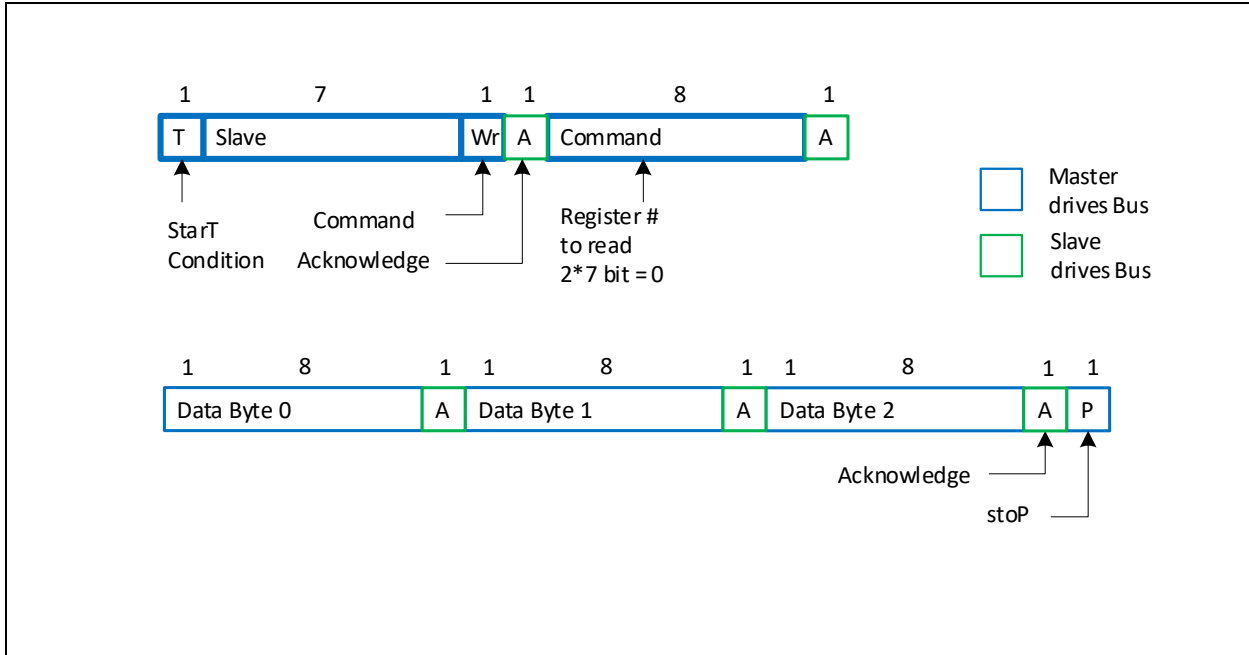 1 7 1 1 8 1
T Slave Wr A Command A
StarT
Condition
Command
Acknowledge
Register #
to read
2*7 bit = 0
Master
drives Bus
Slave
drives Bus
1 8 1 1 8 1 1 8 1 1
Data Byte 0 A Data Byte 1 A Data Byte 2 A P
Acknowledge
stoP